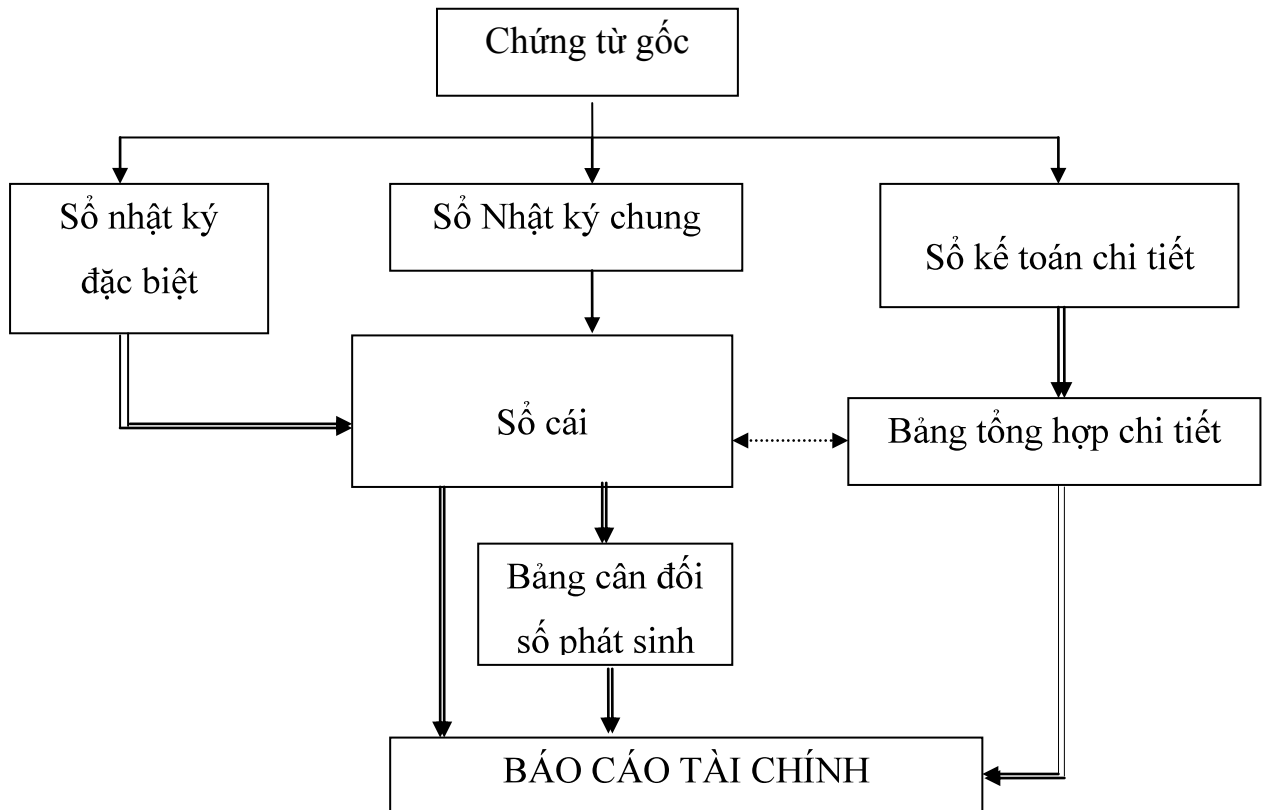 Chứng từ gốc
Sổ nhật ký
đặc biệt
Sổ Nhật ký chung
Sổ kế toán chi tiết
Sổ cái
Bảng tổng hợp chi tiết
Bảng cân đối
số phát sinh
BÁO CÁO TÀI CHÍNH